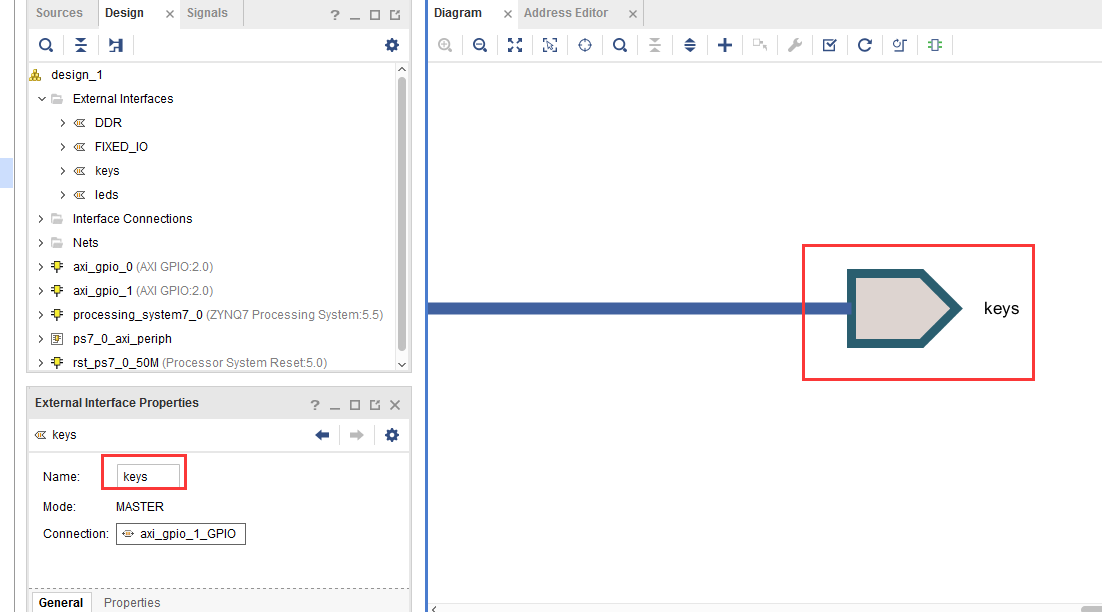 Sources Design Signals
design_1
External Interfaces
DDR
FIXED_IO
keys
leds
Interface Connections
Nets
axi_gpio_0 (AXI GPIO:2.0)
axi_gpio_1 (AXI GPIO:2.0)
processing_system7_0 (ZYNQ7 Processing System:5.5)
ps7_0_axi_periph
rst_ps7_0_50M (Processor System Reset:5.0)
External Interface Properties
keys
Name: keys
Mode: MASTER
Connection: axi_gpio_1_GPIO
General Properties
Diagram Address Editor
keys